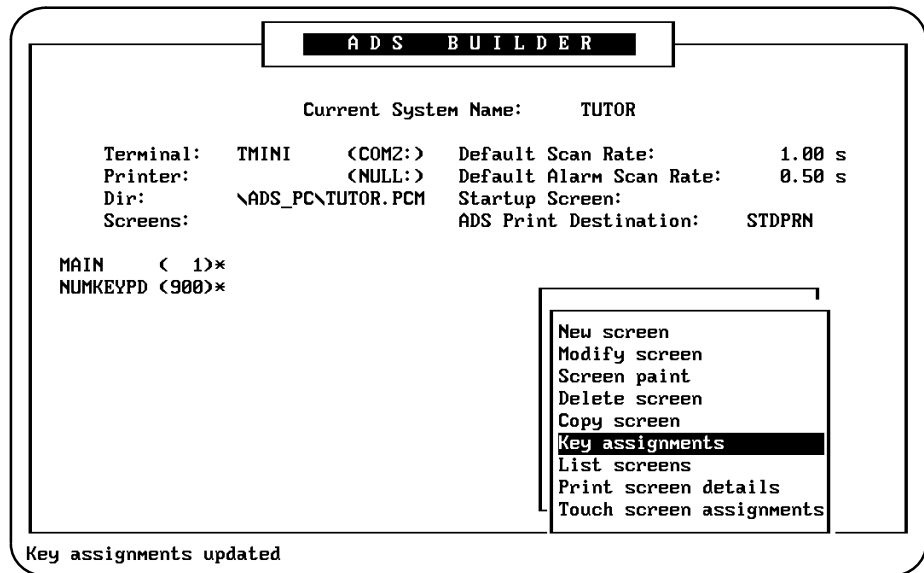 ADS BUILDER
Current System Name: TUTOR
Terminal: TMINI (COM2:) Default Scan Rate: 1.00 s
Printer: (NULL:) Default Alarm Scan Rate: 0.50 s
Dir: \ADS_PC\TUTOR.PCM Startup Screen:
Screens: ADS Print Destination: STDPRN
MAIN ( 1)*
NUMKEYPD (900)*
New screen
Modify screen
Screen paint
Delete screen
Copy screen
Key assignments
List screens
Print screen details
Touch screen assignments
Key assignments updated